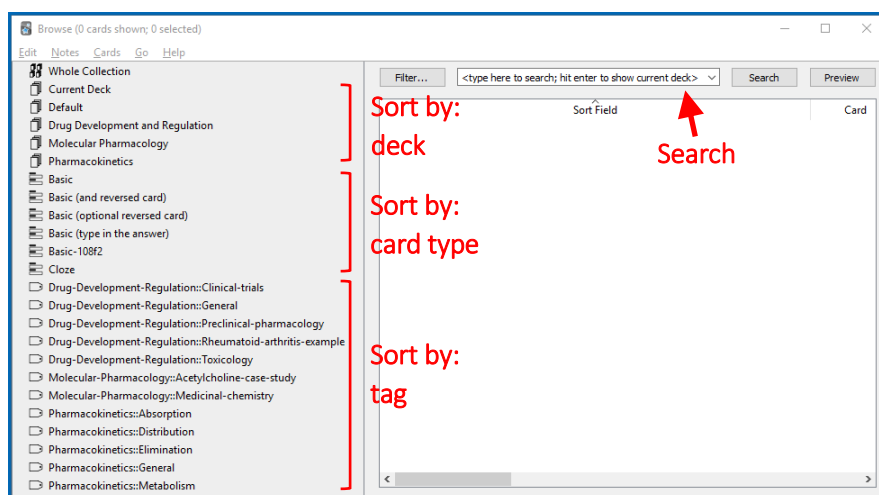 Browse (0 cards shown; 0 selected)
Edit Notes Cards Go Help
Whole Collection
Current Deck
Default
Drug Development and Regulation
Molecular Pharmacology
Pharmacokinetics
Basic
Basic (and reversed card)
Basic (optional reversed card)
Basic (type in the answer)
Basic-108f2
Cloze
Drug-Development-Regulation::Clinical-trials
Drug-Development-Regulation::General
Drug-Development-Regulation::Preclinical-pharmacology
Drug-Development-Regulation::Rheumatoid-arthritis-example
Drug-Development-Regulation::Toxicology
Molecular-Pharmacology::Acetylcholine-case-study
Molecular-Pharmacology::Medicinal-chemistry
Pharmacokinetics::Absorption
Pharmacokinetics::Distribution
Pharmacokinetics::Elimination
Pharmacokinetics::General
Pharmacokinetics::Metabolism
Sort by:
deck
Sort by:
card type
Sort by:
tag
Filter... <type here to search; hit enter to show current deck> Search Preview
Sort Field Card
Search